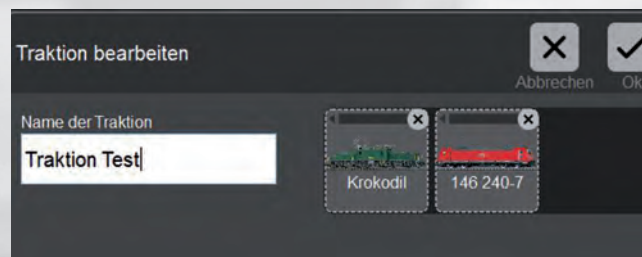 Traktion bearbeiten
Abbrechen
Ok
Name der Traktion
Traktion Test
Krokodil
146 240-7